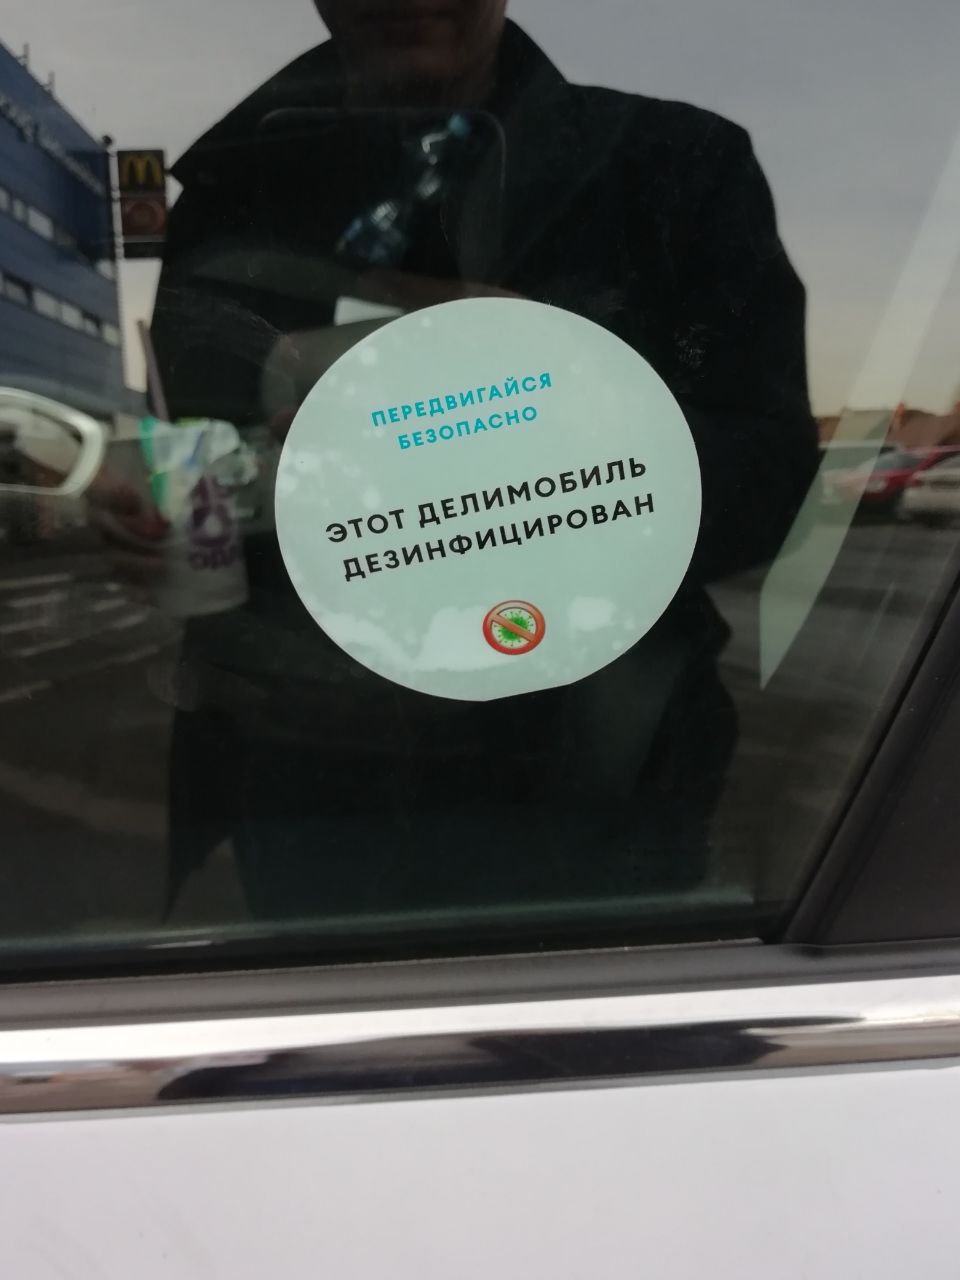 ПЕРЕДВИГАЙСЯ
БЕЗОПАСНО
ЭТОТ ДЕЛИМОБИЛЬ
ДЕЗИНФИЦИРОВАН